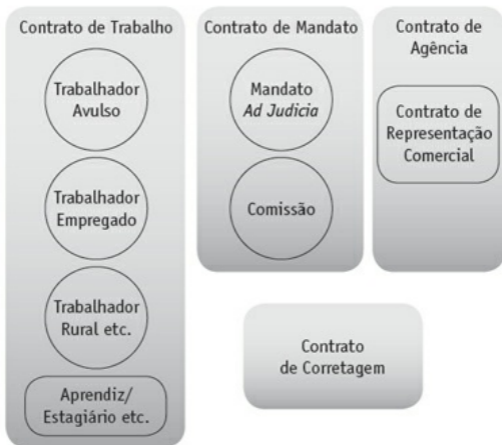 Contrato de Trabalho
Trabalhador
Avulso
Trabalhador
Empregado
Trabalhador
Rural etc.
Aprendiz/
Estagiário etc.
Contrato de Mandato
Mandato
Ad Judicia
Comissão
Contrato de
Agência
Contrato de
Representação
Comercial
Contrato
de Corretagem